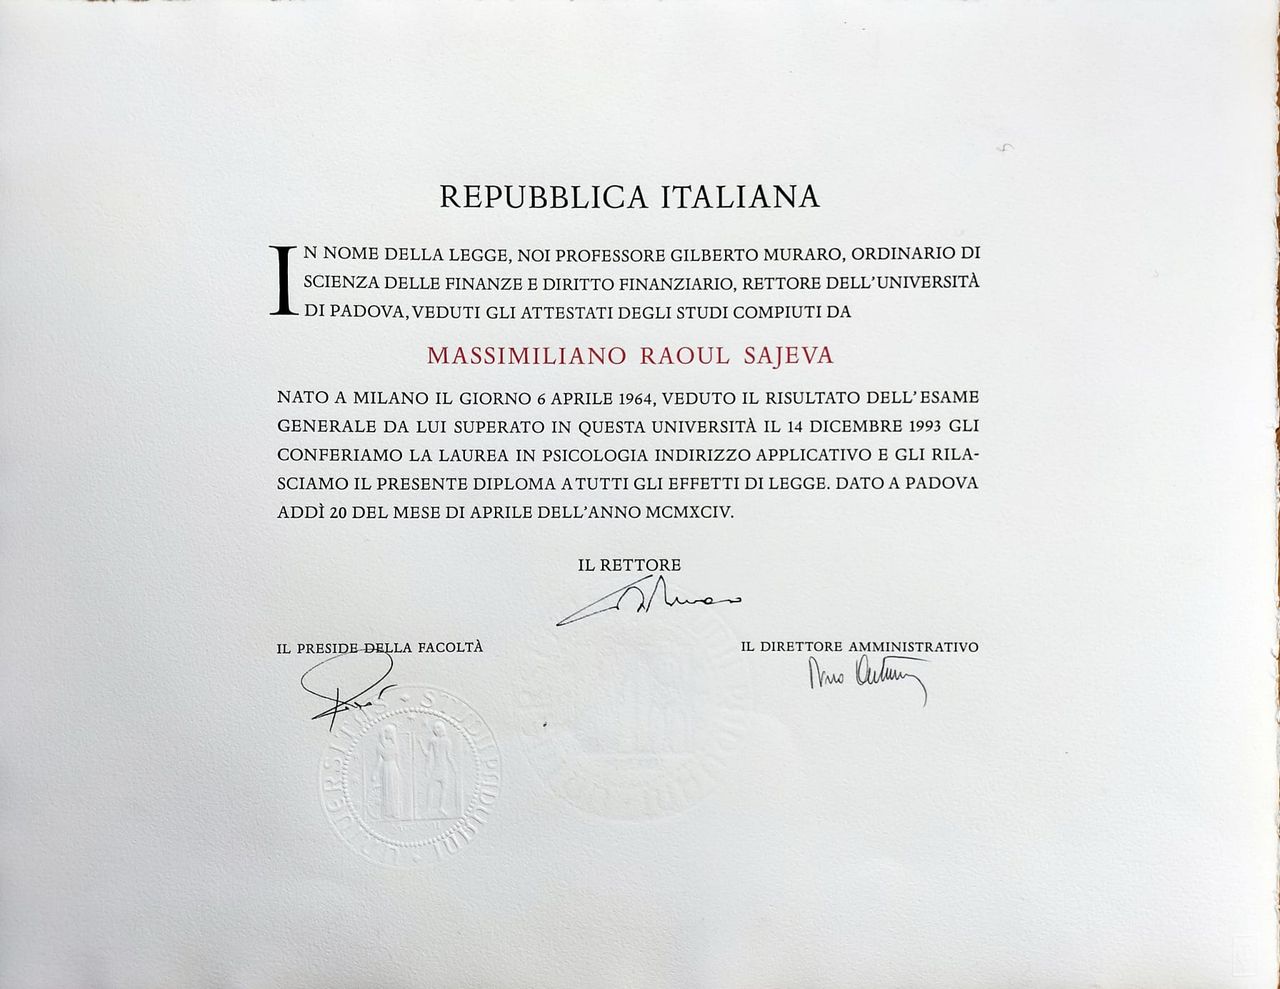 REPUBBLICA ITALIANA
IN NOME DELLA LEGGE, NOI PROFESSORE GILBERTO MURARO, ORDINARIO DI
SCIENZA DELLE FINANZE E DIRITTO FINANZIARIO, RETTORE DELL'UNIVERSITÀ
DI PADOVA, VEDUTI GLI ATTESTATI DEGLI STUDI COMPIUTI DA
MASSIMILIANO RAOUL SAJEVA
NATO A MILANO IL GIORNO 6 APRILE 1964, VEDUTO IL RISULTATO DELL'ESAME
GENERALE DA LUI SUPERATO IN QUESTA UNIVERSITÀ IL 14 DICEMBRE 1993 GLI
CONFERIAMO LA LAUREA IN PSICOLOGIA INDIRIZZO APPLICATIVO E GLI RILA-
SCIAMO IL PRESENTE DIPLOMA A TUTTI GLI EFFETTI DI LEGGE. DATO A PADOVA
ADDÌ 20 DEL MESE DI APRILE DELL'ANNO MCMXCIV.
IL RETTORE
IL PRESIDE DELLA FACOLTÀ
IL DIRETTORE AMMINISTRATIVO